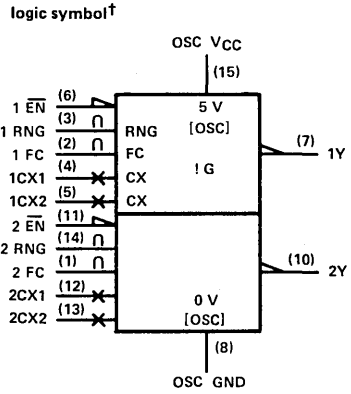 logic symbol†
OSC VCC
(15)
5 V
[OSC]
! G
1 EN (6)
1 RNG (3) ∩ RNG
1 FC (2) ∩ FC
1CX1 (4) CX
1CX2 (5) CX
(7) 1Y
2 EN (11)
2 RNG (14) ∩
2 FC (1) ∩
2CX1 (12)
2CX2 (13)
(10) 2Y
0 V
[OSC]
(8)
OSC GND